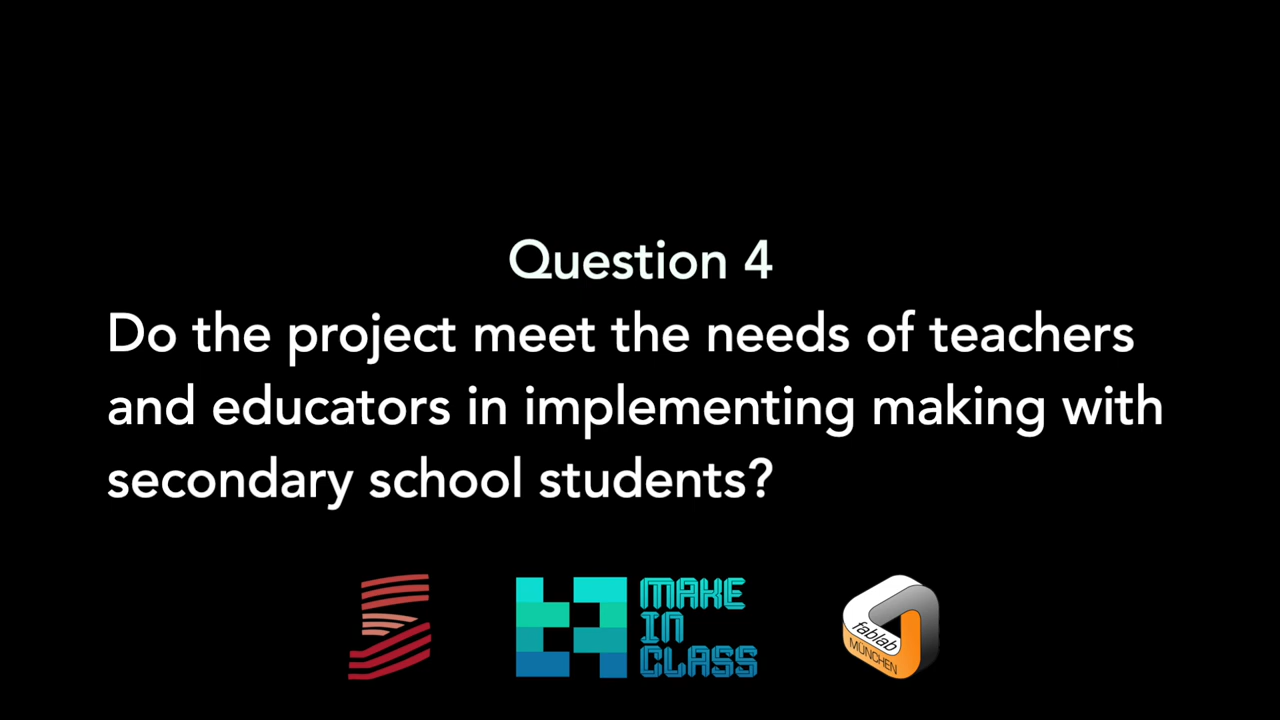 Question 4
Do the project meet the needs of teachers
and educators in implementing making with
secondary school students?
MAKE
IN
CLASS
fablab
MÜNCHEN